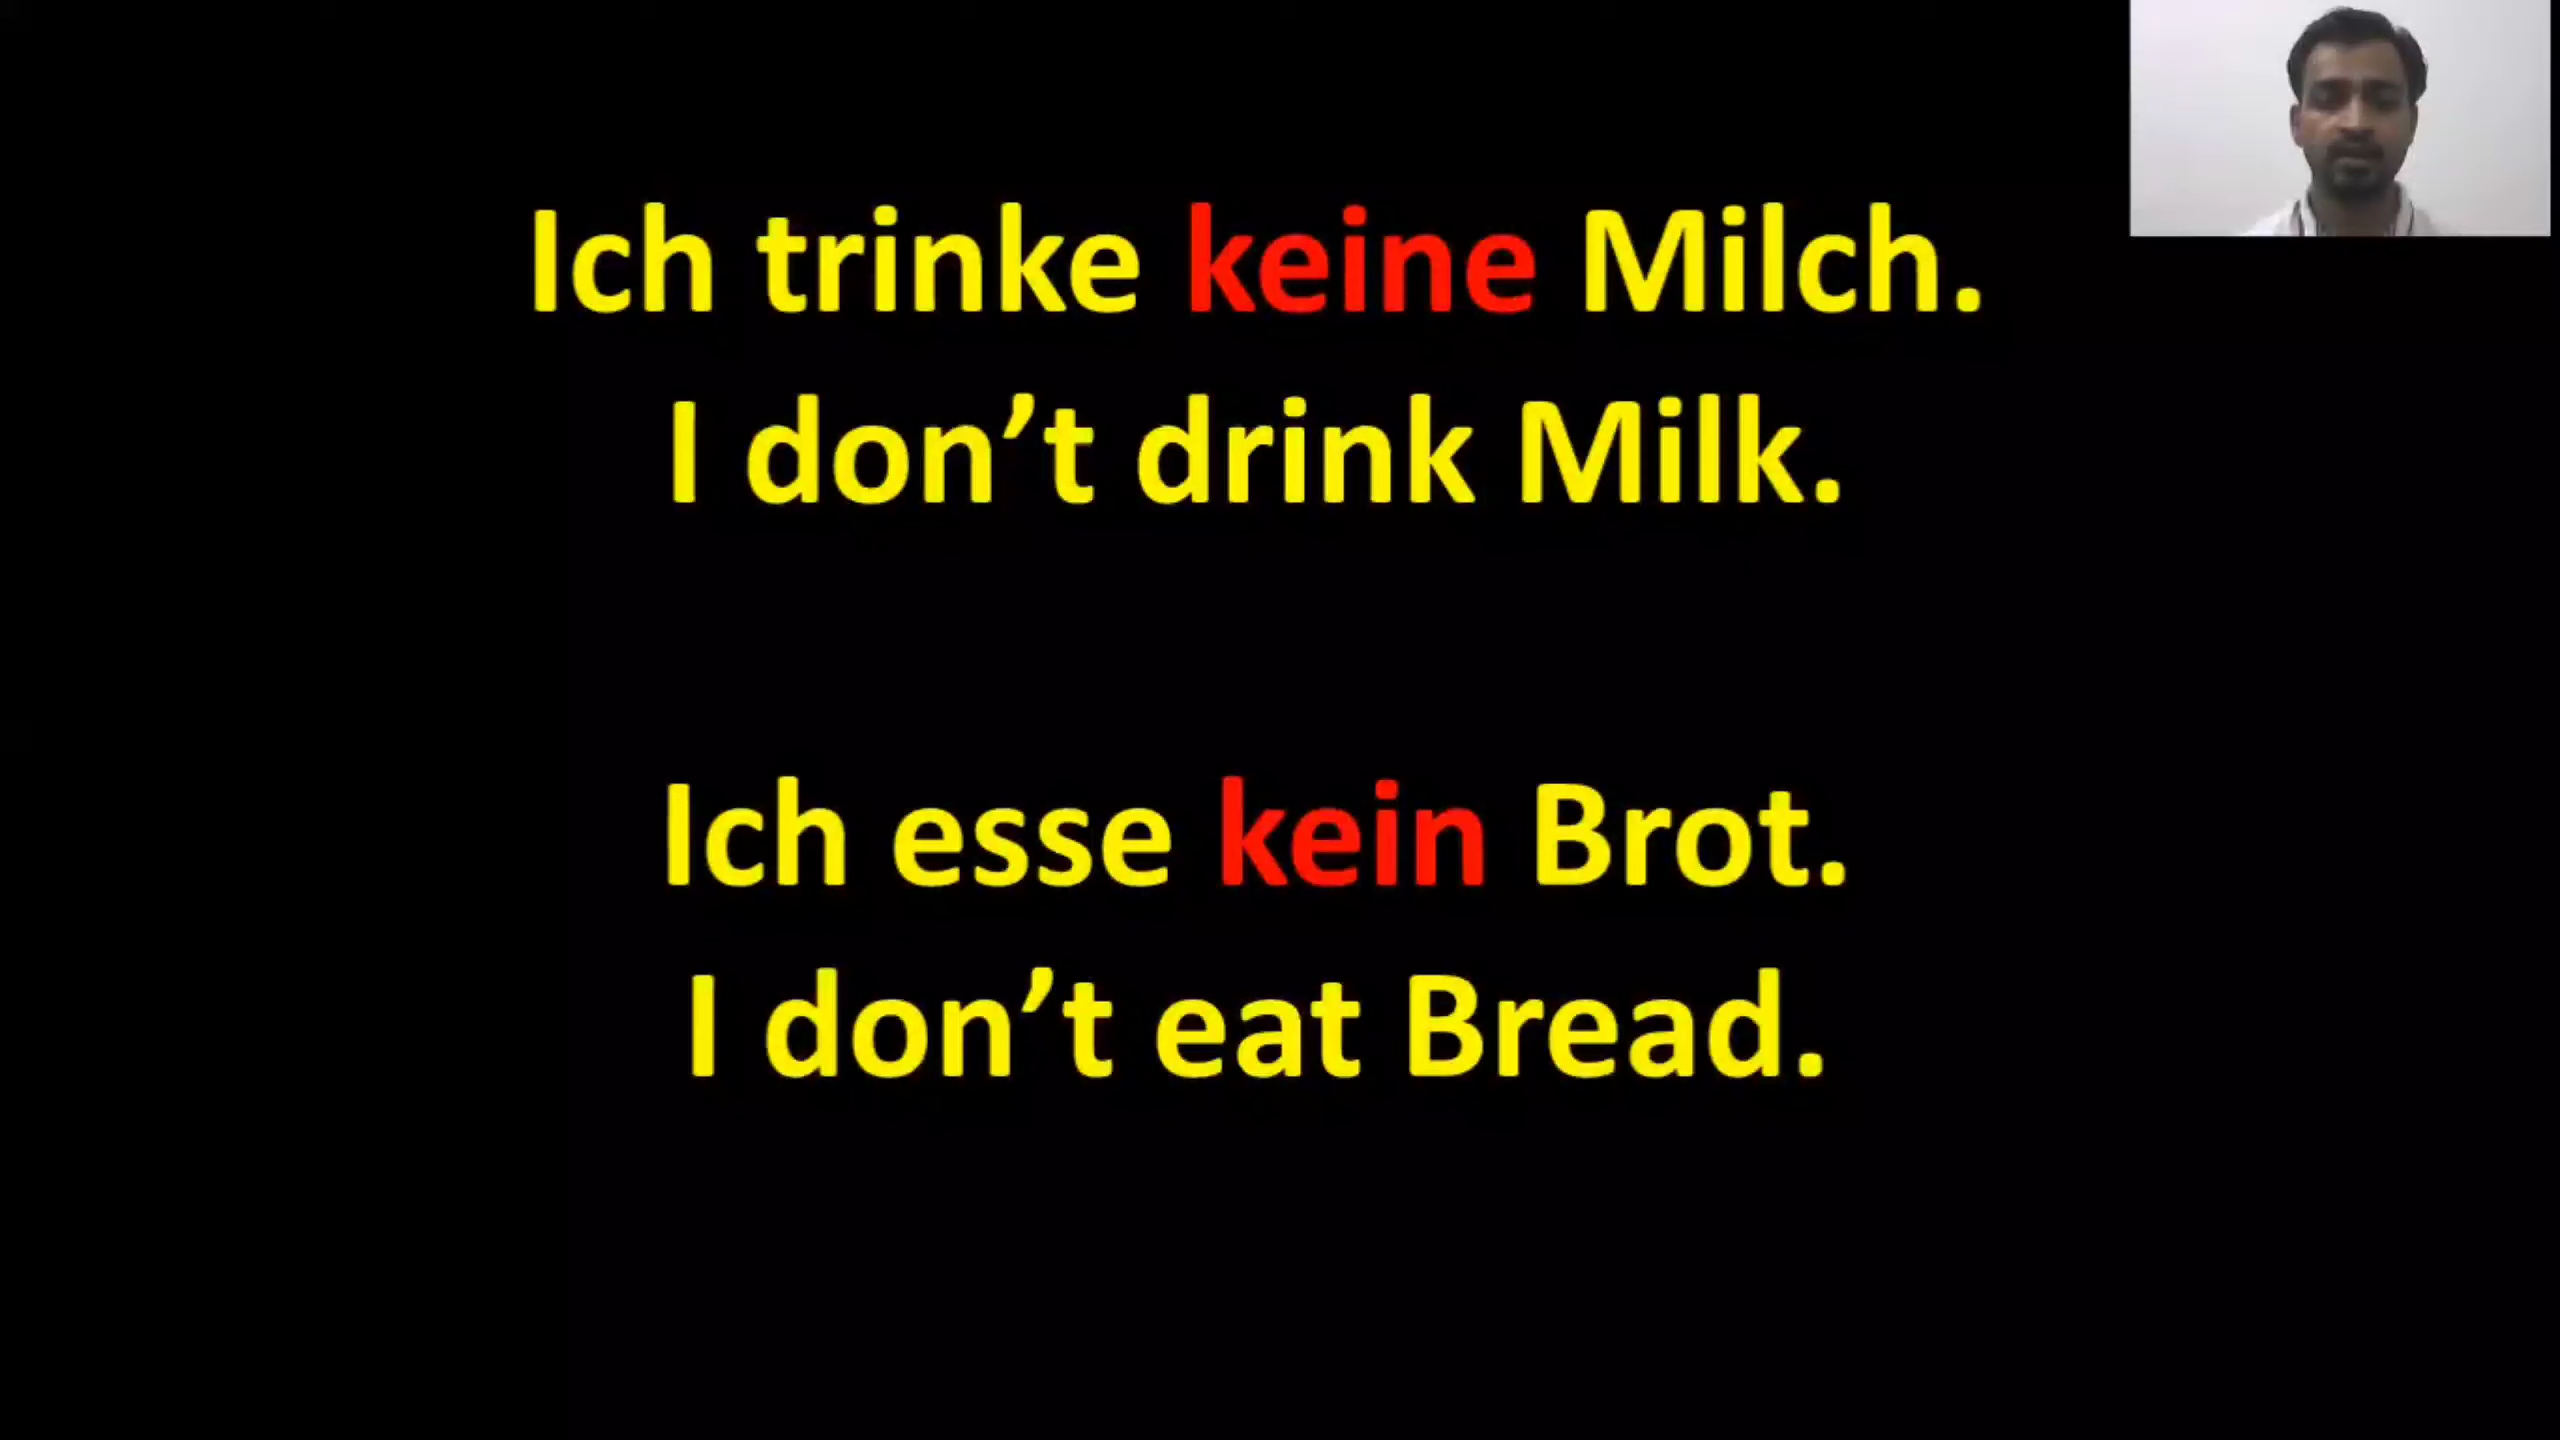 Ich trinke keine Milch.
I don’t drink Milk.
Ich esse kein Brot.
I don’t eat Bread.